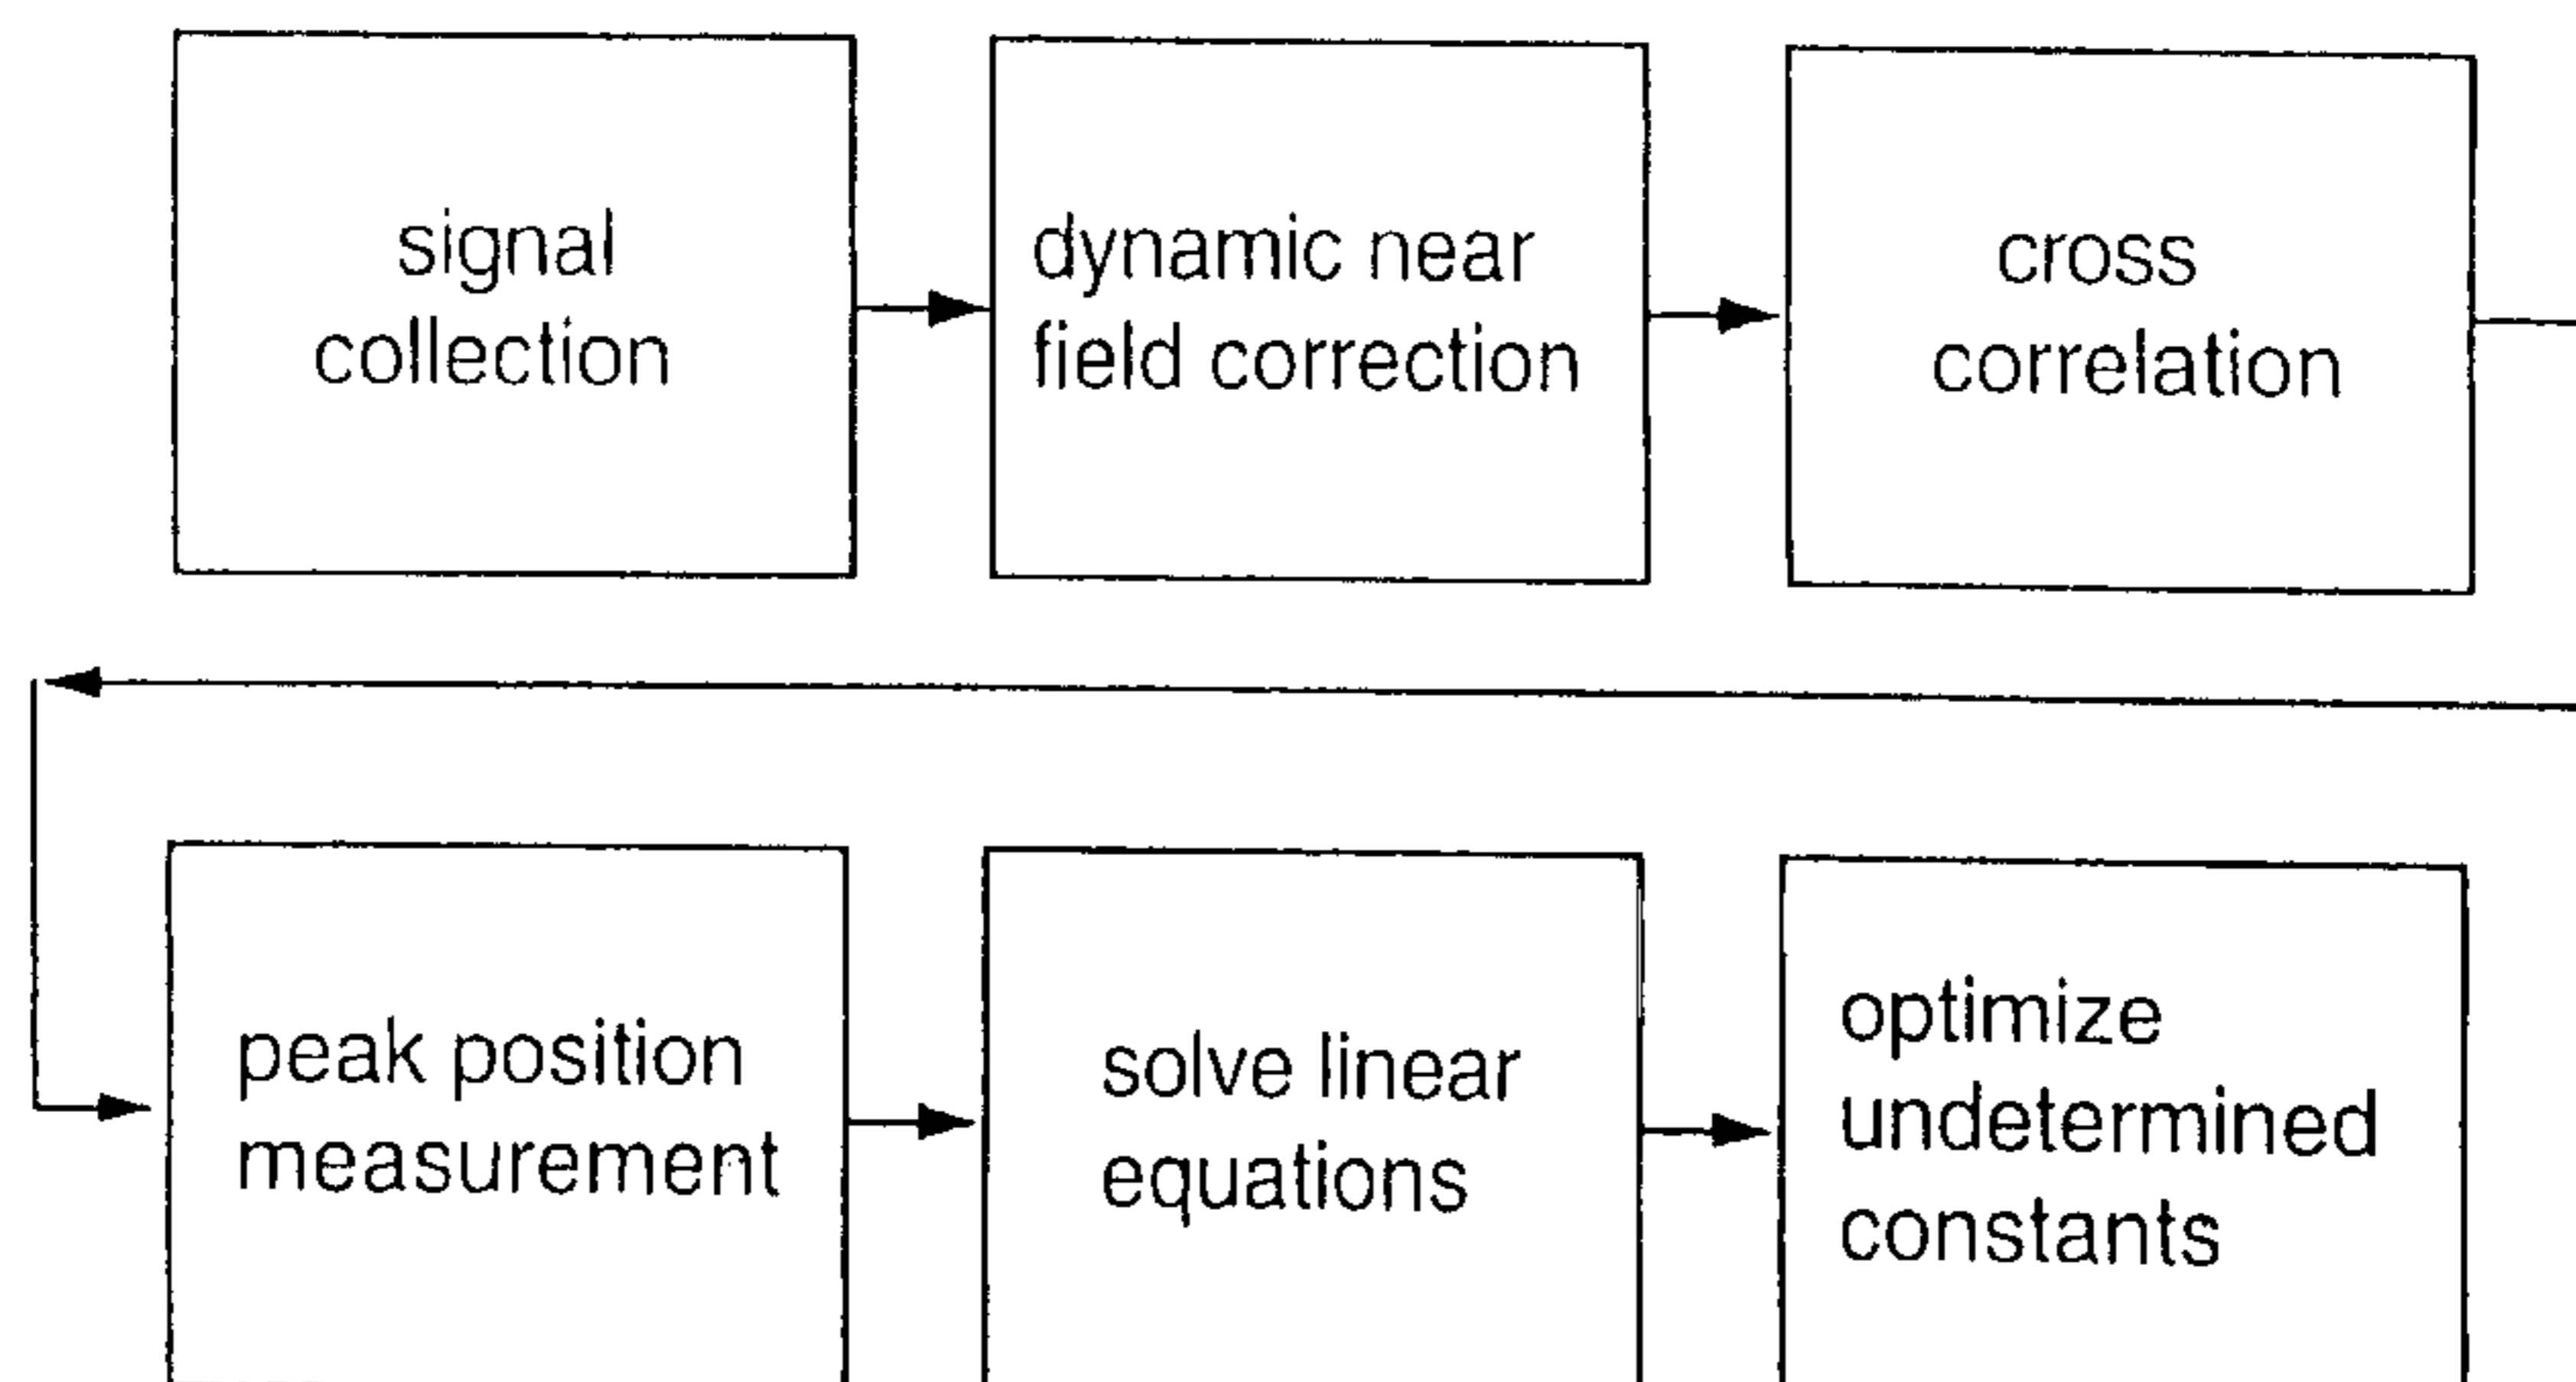 signal
collection
dynamic near
field correction
cross
correlation
peak position
measurement
solve linear
equations
optimize
undetermined
constants